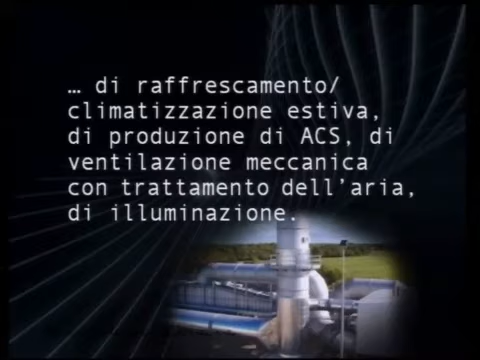 … di raffrescamento/
climatizzazione estiva,
di produzione di ACS, di
ventilazione meccanica
con trattamento dell'aria,
di illuminazione.